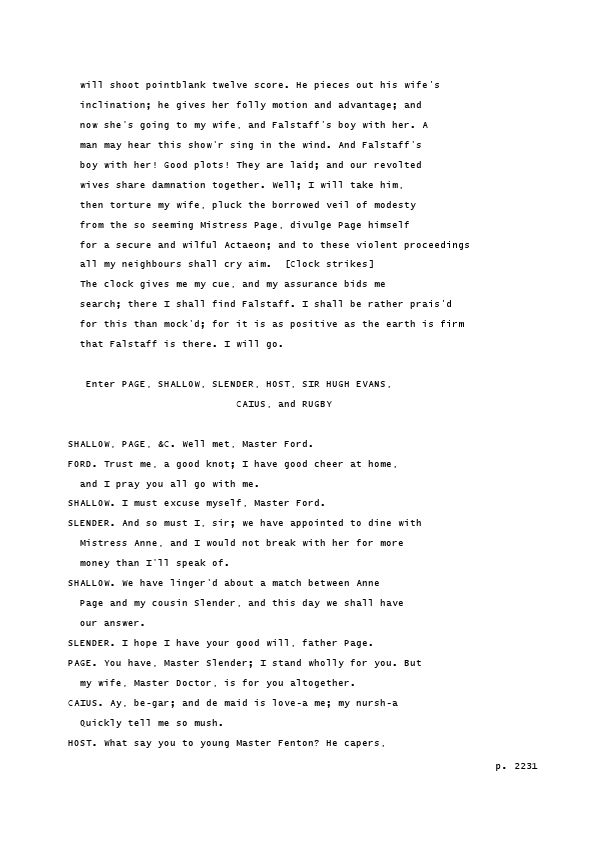 will shoot pointblank twelve score. He pieces out his wife's
inclination; he gives her folly motion and advantage; and
now she's going to my wife, and Falstaff's boy with her. A
man may hear this show'r sing in the wind. And Falstaff's
boy with her! Good plots! They are laid; and our revolted
wives share damnation together. Well; I will take him,
then torture my wife, pluck the borrowed veil of modesty
from the so seeming Mistress Page, divulge Page himself
for a secure and wilful Actaeon; and to these violent proceedings
all my neighbours shall cry aim.  [Clock strikes]
The clock gives me my cue, and my assurance bids me
search; there I shall find Falstaff. I shall be rather prais'd
for this than mock'd; for it is as positive as the earth is firm
that Falstaff is there. I will go.
Enter PAGE, SHALLOW, SLENDER, HOST, SIR HUGH EVANS,
CAIUS, and RUGBY
SHALLOW, PAGE, &C. Well met, Master Ford.
FORD. Trust me, a good knot; I have good cheer at home,
and I pray you all go with me.
SHALLOW. I must excuse myself, Master Ford.
SLENDER. And so must I, sir; we have appointed to dine with
Mistress Anne, and I would not break with her for more
money than I'll speak of.
SHALLOW. We have linger'd about a match between Anne
Page and my cousin Slender, and this day we shall have
our answer.
SLENDER. I hope I have your good will, father Page.
PAGE. You have, Master Slender; I stand wholly for you. But
my wife, Master Doctor, is for you altogether.
CAIUS. Ay, be-gar; and de maid is love-a me; my nursh-a
Quickly tell me so mush.
HOST. What say you to young Master Fenton? He capers,
p. 2231